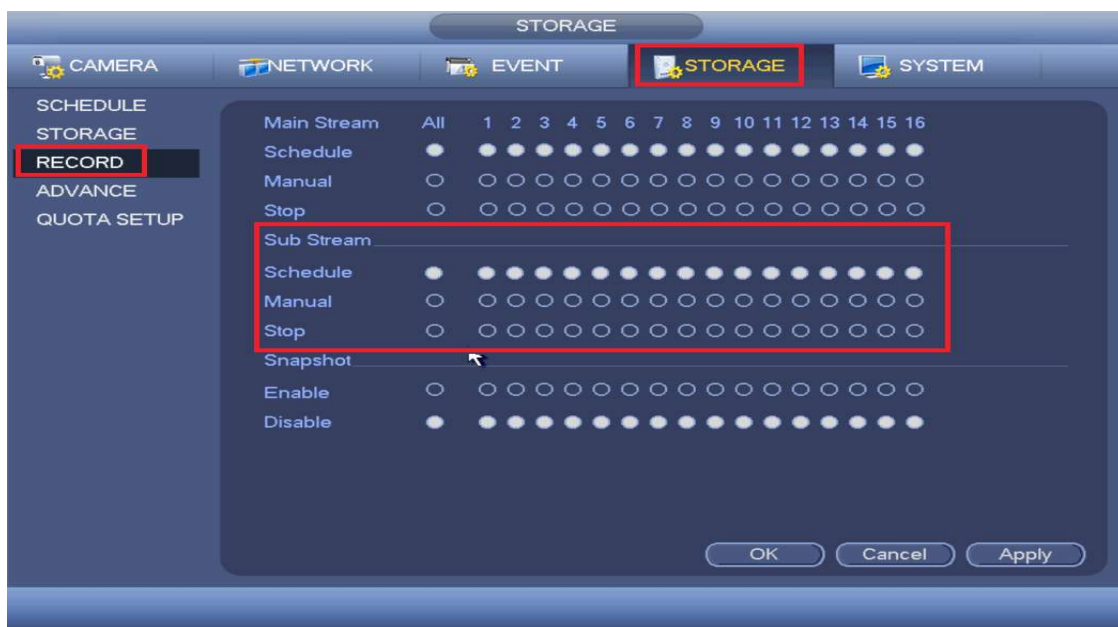 STORAGE
CAMERA NETWORK EVENT STORAGE SYSTEM
SCHEDULE
STORAGE
RECORD
ADVANCE
QUOTA SETUP
Main Stream All 1 2 3 4 5 6 7 8 9 10 11 12 13 14 15 16
Schedule
Manual
Stop
Sub Stream
Schedule
Manual
Stop
Snapshot
Enable
Disable
OK Cancel Apply